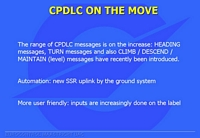 CPDLC ON THE MOVE
The range of CPDLC messages is on the increase: HEADING
messages, TURN messages and also CLIMB / DESCEND /
MAINTAIN (level) messages have recently been introduced.
Automation: new SSR uplink by the ground system
More user friendly: inputs are increasingly done on the label